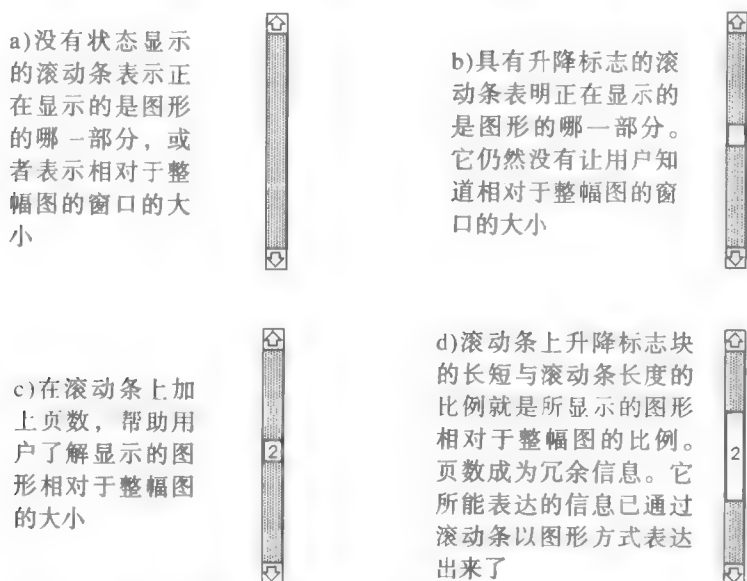 a)没有状态显示
的滚动条表示正
在显示的是图形
的哪一部分，或
者表示相对于整
幅图的窗口的大
小
b)具有升降标志的滚
动条表明正在显示的
是图形的哪一部分。
它仍然没有让用户知
道相对于整幅图的窗
口的大小
c)在滚动条上加
上页数，帮助用
户了解显示的图
形相对于整幅图
的大小
2
d)滚动条上升降标志块
的长短与滚动条长度的
比例就是所显示的图形
相对于整幅图的比例。
页数成为冗余信息。它
所能表达的信息已通过
滚动条以图形方式表达
出来了
2